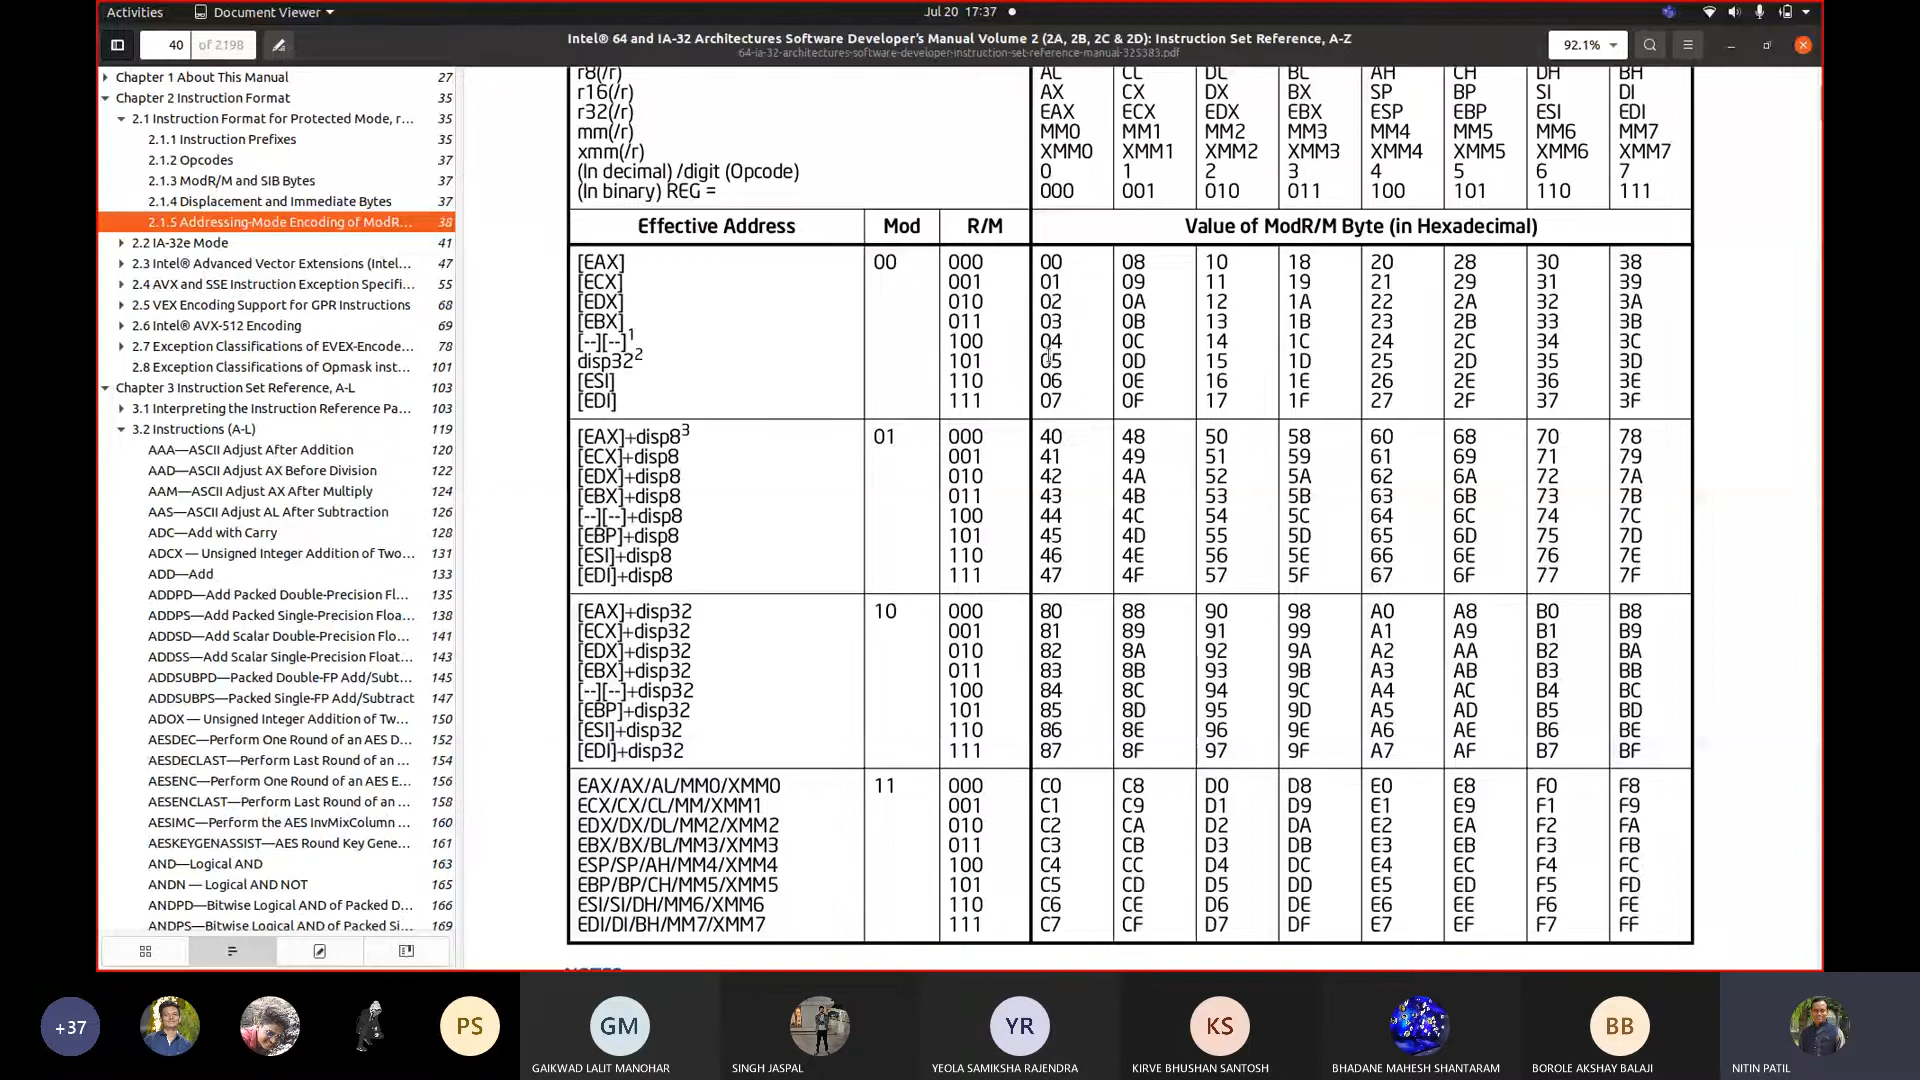 Activities
Document Viewer
Jul 20 17:37
40 of 2198
Intel® 64 and IA-32 Architectures Software Developer's Manual Volume 2 (2A, 2B, 2C & 2D): Instruction Set Reference, A-Z
64-ia-32-architectures-software-developer-instruction-set-reference-manual-325383.pdf
92.1%
Chapter 1 About This Manual 27
Chapter 2 Instruction Format 35
2.1 Instruction Format for Protected Mode, r... 35
2.1.1 Instruction Prefixes 35
2.1.2 Opcodes 37
2.1.3 ModR/M and SIB Bytes 37
2.1.4 Displacement and Immediate Bytes 37
2.1.5 Addressing-Mode Encoding of ModR... 38
2.2 IA-32e Mode 41
2.3 Intel® Advanced Vector Extensions (Intel... 47
2.4 AVX and SSE Instruction Exception Specifi... 55
2.5 VEX Encoding Support for GPR Instructions 68
2.6 Intel® AVX-512 Encoding 69
2.7 Exception Classifications of EVEX-Encode... 78
2.8 Exception Classifications of Opmask inst... 101
Chapter 3 Instruction Set Reference, A-L 103
3.1 Interpreting the Instruction Reference Pa... 103
3.2 Instructions (A-L) 119
AAA—ASCII Adjust After Addition 120
AAD—ASCII Adjust AX Before Division 122
AAM—ASCII Adjust AX After Multiply 124
AAS—ASCII Adjust AL After Subtraction 126
ADC—Add with Carry 128
ADCX — Unsigned Integer Addition of Two... 131
ADD—Add 133
ADDPD—Add Packed Double-Precision Fl... 135
ADDPS—Add Packed Single-Precision Floa... 138
ADDSD—Add Scalar Double-Precision Flo... 141
ADDSS—Add Scalar Single-Precision Float... 143
ADDSUBPD—Packed Double-FP Add/Subt... 145
ADDSUBPS—Packed Single-FP Add/Subtract 147
ADOX — Unsigned Integer Addition of Tw... 150
AESDEC—Perform One Round of an AES D... 152
AESDECLAST—Perform Last Round of an ... 154
AESENC—Perform One Round of an AES E... 156
AESENCLAST—Perform Last Round of an ... 158
AESIMC—Perform the AES InvMixColumn ... 160
AESKEYGENASSIST—AES Round Key Gene... 161
AND—Logical AND 163
ANDN — Logical AND NOT 165
ANDPD—Bitwise Logical AND of Packed D... 166
ANDPS—Bitwise Logical AND of Packed Si... 169
r8(/r) AL CL DL BL AH CH DH BH
r16(/r) AX CX DX BX SP BP SI DI
r32(/r) EAX ECX EDX EBX ESP EBP ESI EDI
mm(/r) MM0 MM1 MM2 MM3 MM4 MM5 MM6 MM7
xmm(/r) XMM0 XMM1 XMM2 XMM3 XMM4 XMM5 XMM6 XMM7
(In decimal) /digit (Opcode) 0 1 2 3 4 5 6 7
(In binary) REG = 000 001 010 011 100 101 110 111
Effective Address Mod R/M Value of ModR/M Byte (in Hexadecimal)
[EAX] 00 000 00 08 10 18 20 28 30 38
[ECX] 001 01 09 11 19 21 29 31 39
[EDX] 010 02 0A 12 1A 22 2A 32 3A
[EBX] 011 03 0B 13 1B 23 2B 33 3B
[--][--]1 100 04 0C 14 1C 24 2C 34 3C
disp322 101 05 0D 15 1D 25 2D 35 3D
[ESI] 110 06 0E 16 1E 26 2E 36 3E
[EDI] 111 07 0F 17 1F 27 2F 37 3F
[EAX]+disp83 01 000 40 48 50 58 60 68 70 78
[ECX]+disp8 001 41 49 51 59 61 69 71 79
[EDX]+disp8 010 42 4A 52 5A 62 6A 72 7A
[EBX]+disp8 011 43 4B 53 5B 63 6B 73 7B
[--][--]+disp8 100 44 4C 54 5C 64 6C 74 7C
[EBP]+disp8 101 45 4D 55 5D 65 6D 75 7D
[ESI]+disp8 110 46 4E 56 5E 66 6E 76 7E
[EDI]+disp8 111 47 4F 57 5F 67 6F 77 7F
[EAX]+disp32 10 000 80 88 90 98 A0 A8 B0 B8
[ECX]+disp32 001 81 89 91 99 A1 A9 B1 B9
[EDX]+disp32 010 82 8A 92 9A A2 AA B2 BA
[EBX]+disp32 011 83 8B 93 9B A3 AB B3 BB
[--][--]+disp32 100 84 8C 94 9C A4 AC B4 BC
[EBP]+disp32 101 85 8D 95 9D A5 AD B5 BD
[ESI]+disp32 110 86 8E 96 9E A6 AE B6 BE
[EDI]+disp32 111 87 8F 97 9F A7 AF B7 BF
EAX/AX/AL/MM0/XMM0 11 000 C0 C8 D0 D8 E0 E8 F0 F8
ECX/CX/CL/MM/XMM1 001 C1 C9 D1 D9 E1 E9 F1 F9
EDX/DX/DL/MM2/XMM2 010 C2 CA D2 DA E2 EA F2 FA
EBX/BX/BL/MM3/XMM3 011 C3 CB D3 DB E3 EB F3 FB
ESP/SP/AH/MM4/XMM4 100 C4 CC D4 DC E4 EC F4 FC
EBP/BP/CH/MM5/XMM5 101 C5 CD D5 DD E5 ED F5 FD
ESI/SI/DH/MM6/XMM6 110 C6 CE D6 DE E6 EE F6 FE
EDI/DI/BH/MM7/XMM7 111 C7 CF D7 DF E7 EF F7 FF
+37
PS
GM
YR
KS
BB
GAIKWAD LALIT MANOHAR
SINGH JASPAL
YEOLA SAMIKSHA RAJENDRA
KIRVE BHUSHAN SANTOSH
BHADANE MAHESH SHANTARAM
BOROLE AKSHAY BALAJI
NITIN PATIL